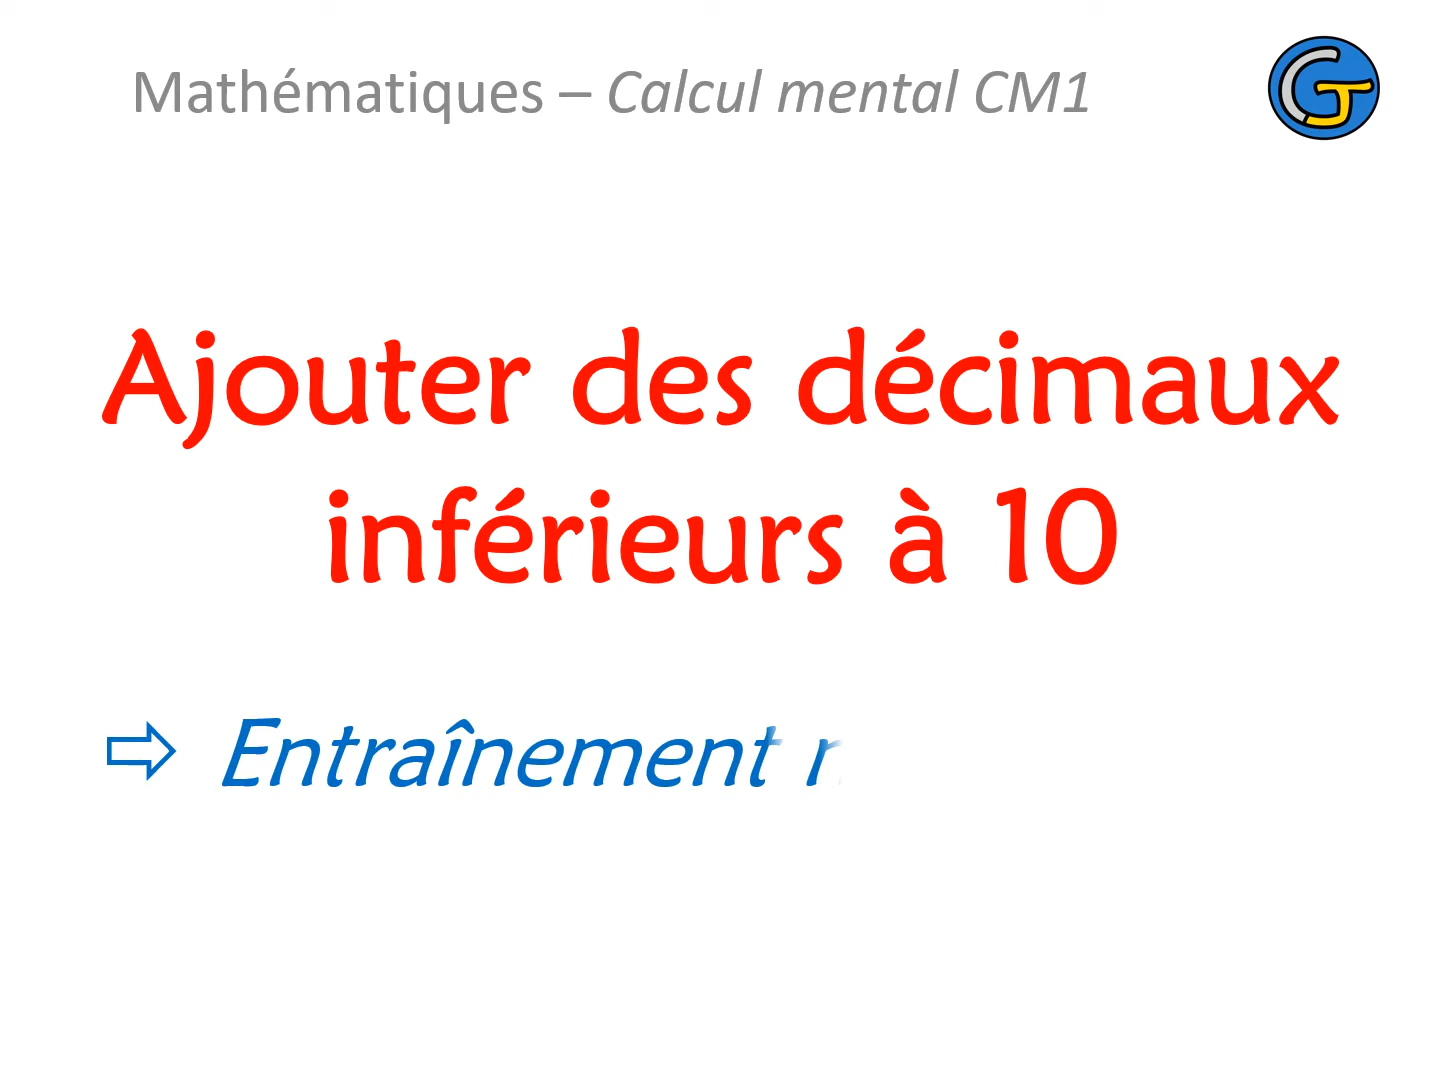 Mathématiques – Calcul mental CM1
Ajouter des décimaux
inférieurs à 10
⇨ Entraînement